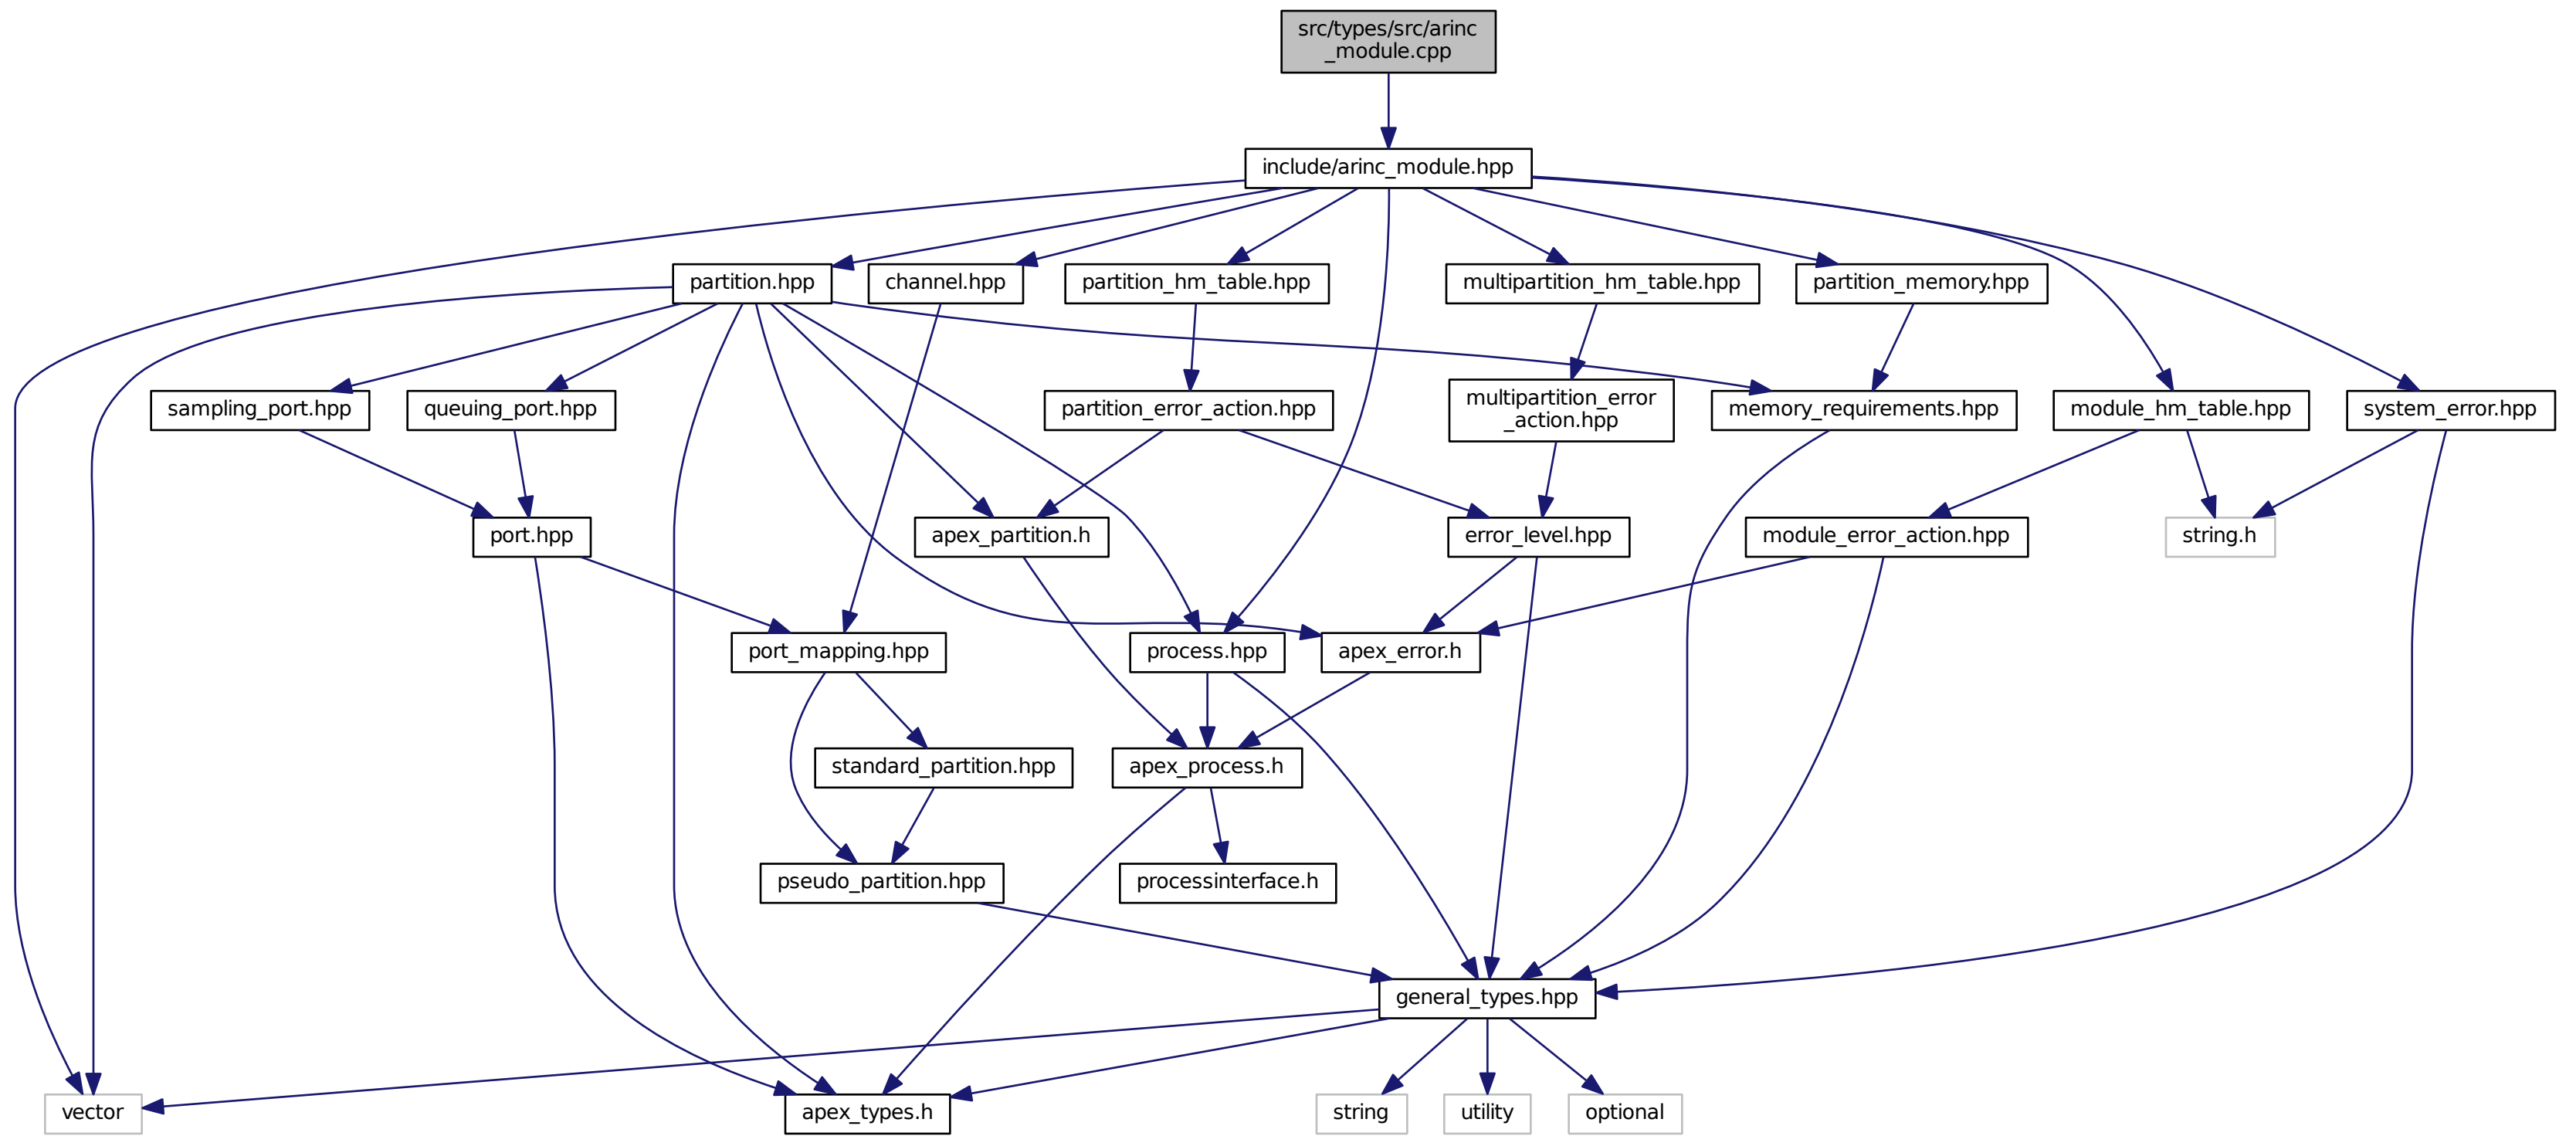 src/types/src/arinc
_module.cpp
include/arinc_module.hpp
partition.hpp
channel.hpp
partition_hm_table.hpp
multipartition_hm_table.hpp
partition_memory.hpp
sampling_port.hpp
queuing_port.hpp
partition_error_action.hpp
multipartition_error
_action.hpp
memory_requirements.hpp
module_hm_table.hpp
system_error.hpp
port.hpp
apex_partition.h
error_level.hpp
module_error_action.hpp
string.h
port_mapping.hpp
process.hpp
apex_error.h
standard_partition.hpp
apex_process.h
pseudo_partition.hpp
processinterface.h
general_types.hpp
vector
apex_types.h
string
utility
optional